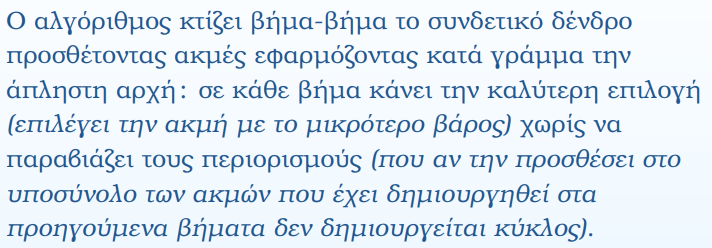 Ο αλγόριθμος κτίζει βήμα-βήμα το συνδετικό δένδρο
προσθέτοντας ακμές εφαρμόζοντας κατά γράμμα την
άπληστη αρχή: σε κάθε βήμα κάνει την καλύτερη επιλογή
(επιλέγει την ακμή με το μικρότερο βάρος) χωρίς να
παραβιάζει τους περιορισμούς (που αν την προσθέσει στο
υποσύνολο των ακμών που έχει δημιουργηθεί στα
προηγούμενα βήματα δεν δημιουργείται κύκλος).